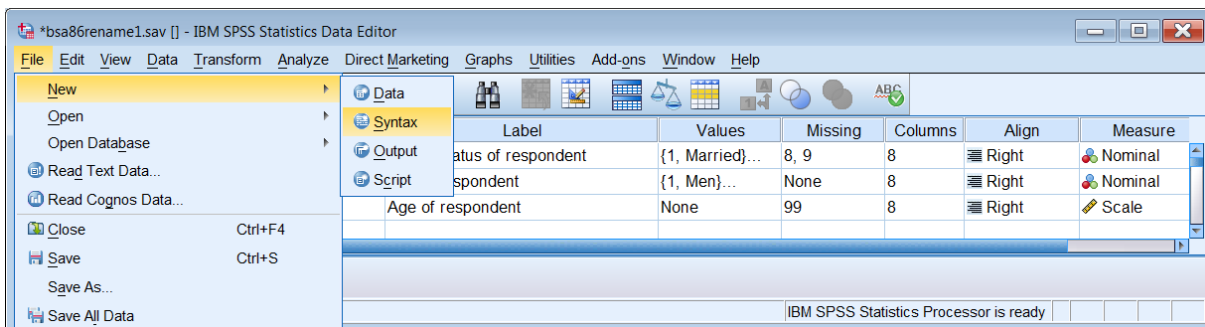 *bsa86rename1.sav [] - IBM SPSS Statistics Data Editor
File Edit View Data Transform Analyze Direct Marketing Graphs Utilities Add-ons Window Help
New
Open
Open Database
Read Text Data...
Read Cognos Data...
Close Ctrl+F4
Save Ctrl+S
Save As...
Save All Data
Data
Syntax
Output
Script
A
1
ABC
Label Values Missing Columns Align Measure
atus of respondent {1, Married}... 8, 9 8 Right Nominal
spondent {1, Men}... None 8 Right Nominal
Age of respondent None 99 8 Right Scale
IBM SPSS Statistics Processor is ready